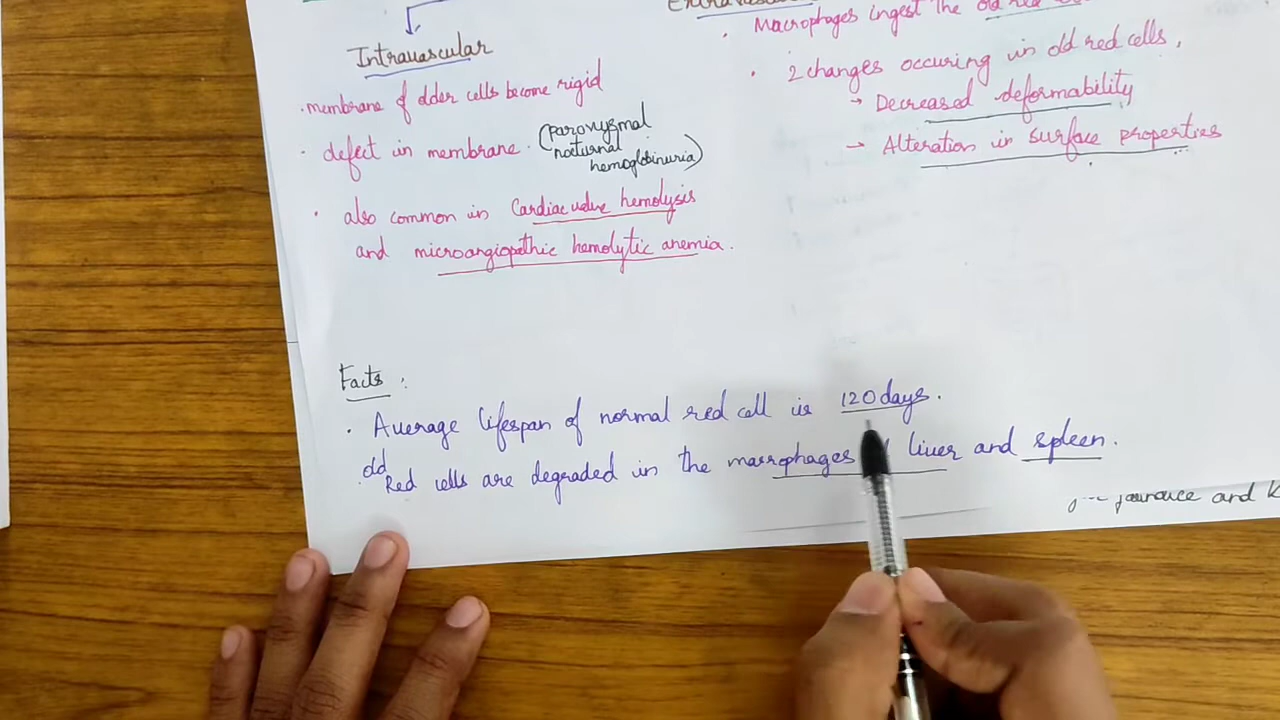 Intravascular
. membrane of older cells become rigid
. defect in membrane. (paroxysmal
nocturnal
hemoglobinuria)
. also common in Cardiac valve hemolysis
and microangiopathic hemolytic anemia.
. Macrophages ingest the old red
. 2 changes occuring in old red cells,
→ Decreased deformability
→ Alteration in surface properties
Facts :
. Average lifespan of normal red cell is 120 days.
. old Red cells are degraded in the macrophages liver and spleen.
and